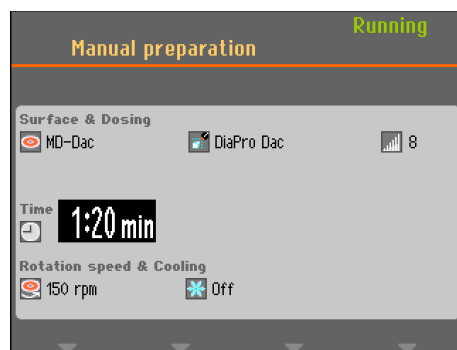 Running
Manual preparation
Surface & Dosing
MD-Dac DiaPro Dac 8
Time
1:20 min
Rotation speed & Cooling
150 rpm Off